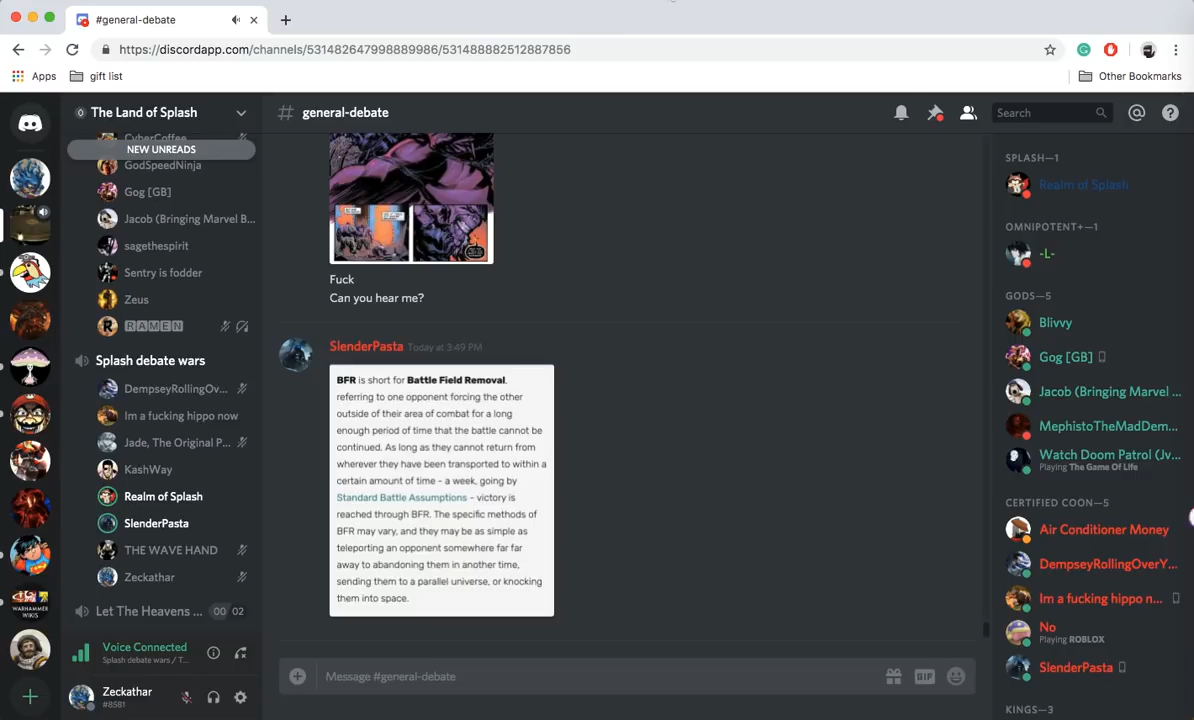 #general-debate
https://discordapp.com/channels/531482647998889986/531488882512887856
Apps
gift list
Other Bookmarks
The Land of Splash
general-debate
Search
CyberCoffee
NEW UNREADS
GodSpeedNinja
Gog [GB]
Jacob (Bringing Marvel B...
sagethespirit
Sentry is fodder
Zeus
RAMEN
Splash debate wars
DempseyRollingOv...
Im a fucking hippo now
Jade, The Original P...
KashWay
Realm of Splash
SlenderPasta
THE WAVE HAND
Zeckathar
Let The Heavens ...
00 02
Voice Connected
Splash debate wars / T...
Zeckathar
#8581
Fuck
Can you hear me?
SlenderPasta Today at 3:49 PM
BFR is short for Battle Field Removal,
referring to one opponent forcing the other
outside of their area of combat for a long
enough period of time that the battle cannot be
continued. As long as they cannot return from
wherever they have been transported to within a
certain amount of time - a week, going by
Standard Battle Assumptions - victory is
reached through BFR. The specific methods of
BFR may vary, and they may be as simple as
teleporting an opponent somewhere far far
away to abandoning them in another time,
sending them to a parallel universe, or knocking
them into space.
Message #general-debate
GIF
SPLASH—1
Realm of Splash
OMNIPOTENT+—1
-L-
GODS—5
Blivvy
Gog [GB]
Jacob (Bringing Marvel ...
MephistoTheMadDem...
Watch Doom Patrol (Jv...
Playing The Game Of Life
CERTIFIED COON—5
Air Conditioner Money
DempseyRollingOverY...
Im a fucking hippo n...
No
Playing ROBLOX
SlenderPasta
KINGS—3
WARHAMMER
WIKIS